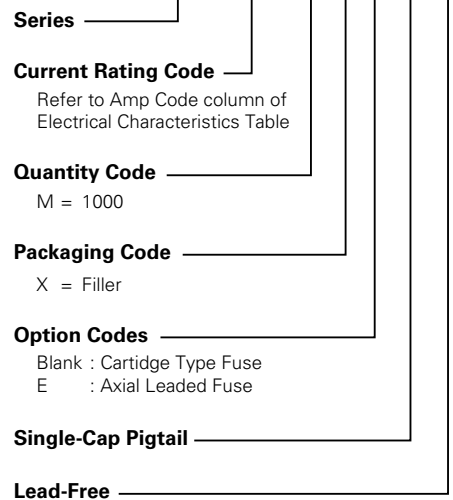 Series
Current Rating Code
Refer to Amp Code column of
Electrical Characteristics Table
Quantity Code
M = 1000
Packaging Code
X = Filler
Option Codes
Blank : Cartidge Type Fuse
E : Axial Leaded Fuse
Single-Cap Pigtail
Lead-Free